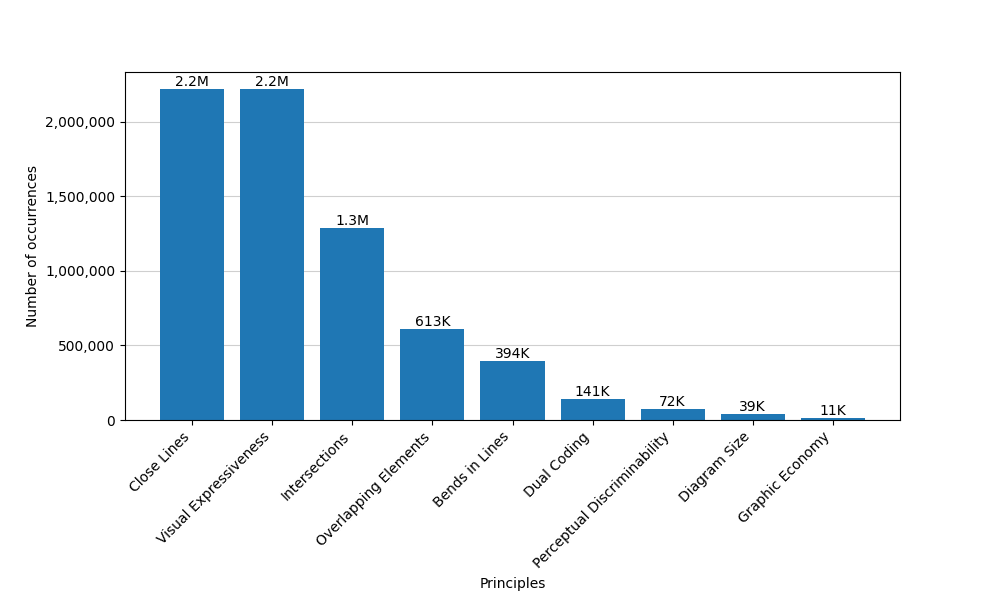 2.2M
2.2M
1.3M
613K
394K
141K
72K
39K
11K
2,000,000
1,500,000
1,000,000
500,000
0
Number of occurrences
Close Lines
Visual Expressiveness
Intersections
Overlapping Elements
Bends in Lines
Dual Coding
Perceptual Discriminability
Diagram Size
Graphic Economy
Principles